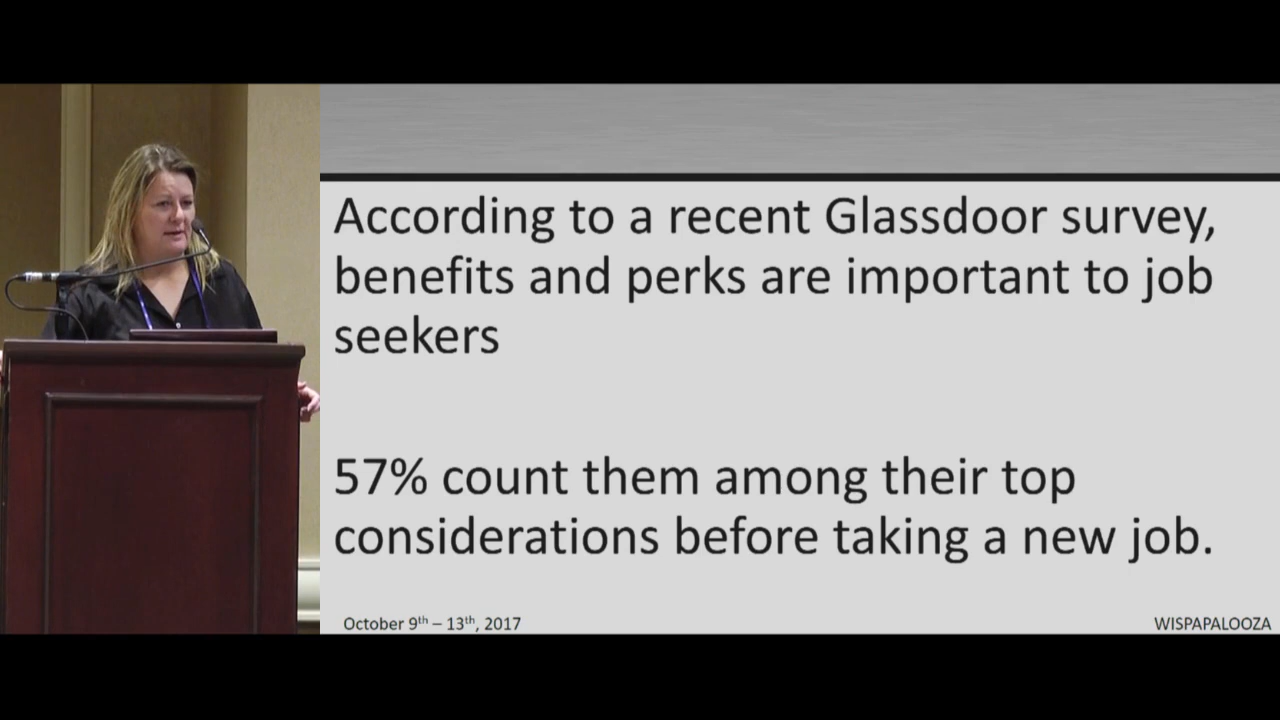 According to a recent Glassdoor survey,
benefits and perks are important to job
seekers
57% count them among their top
considerations before taking a new job.
October 9th – 13th, 2017
WISPAPALOOZA